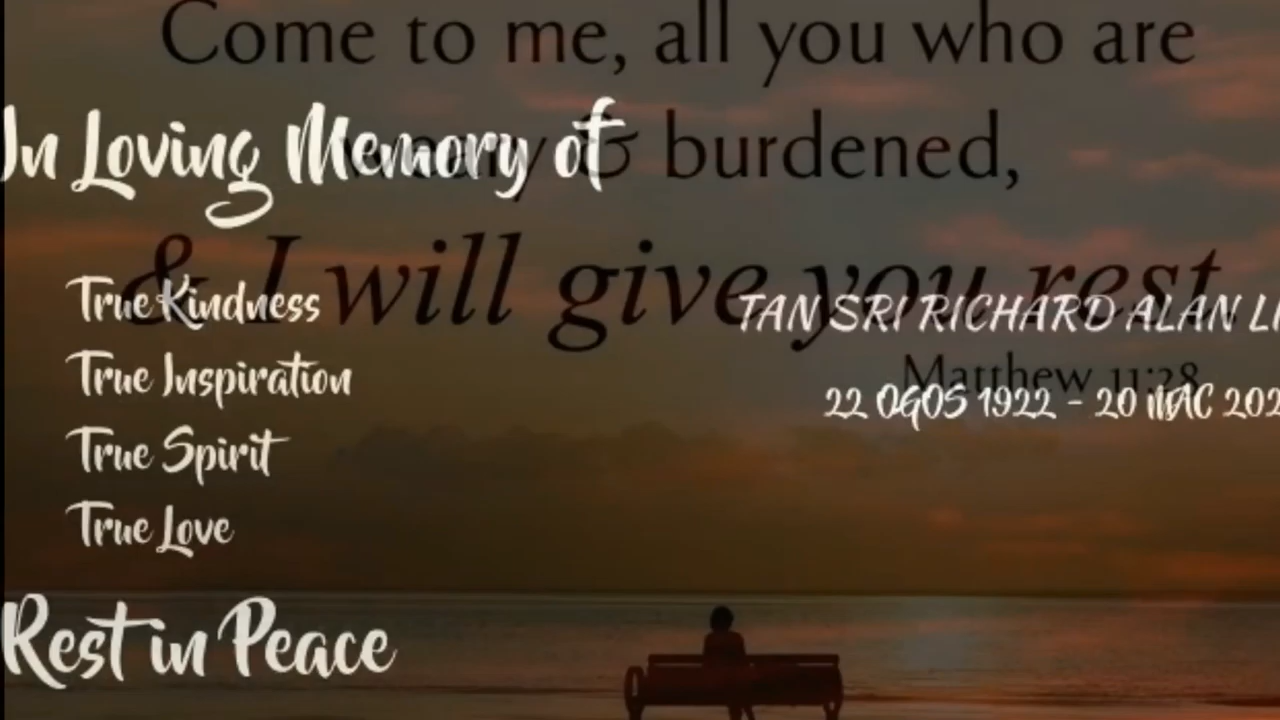 Come to me, all you who are
weary & burdened,
& I will give you rest.
Matthew 11:28
In Loving Memory of
True Kindness
True Inspiration
True Spirit
True Love
Rest in Peace
TAN SRI RICHARD ALAN
22 OGOS 1922 - 20 MAC